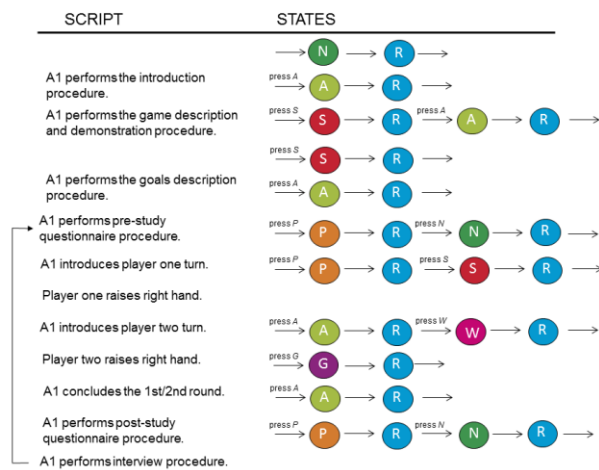 SCRIPT STATES
N R
A1 performs the introduction
procedure.
press A A R
A1 performs the game description
and demonstration procedure.
press S S R press A A R
press S S R
A1 performs the goals description
procedure.
press A A R
A1 performs pre-study
questionnaire procedure.
press P P R press N N R
A1 introduces player one turn.
press P P R press S S R
Player one raises right hand.
A1 introduces player two turn.
press A A R press W W R
Player two raises right hand.
press G G R
A1 concludes the 1st/2nd round.
press A A R
A1 performs post-study
questionnaire procedure.
press P P R press N N R
A1 performs interview procedure.